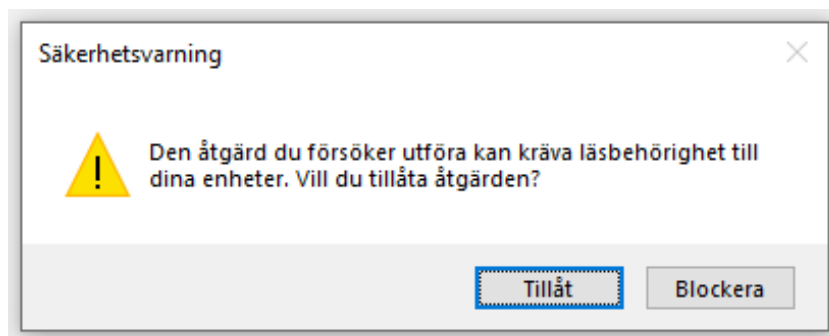 Säkerhetsvarning
Den åtgärd du försöker utföra kan kräva läsbehörighet till
dina enheter. Vill du tillåta åtgärden?
Tillåt Blockera